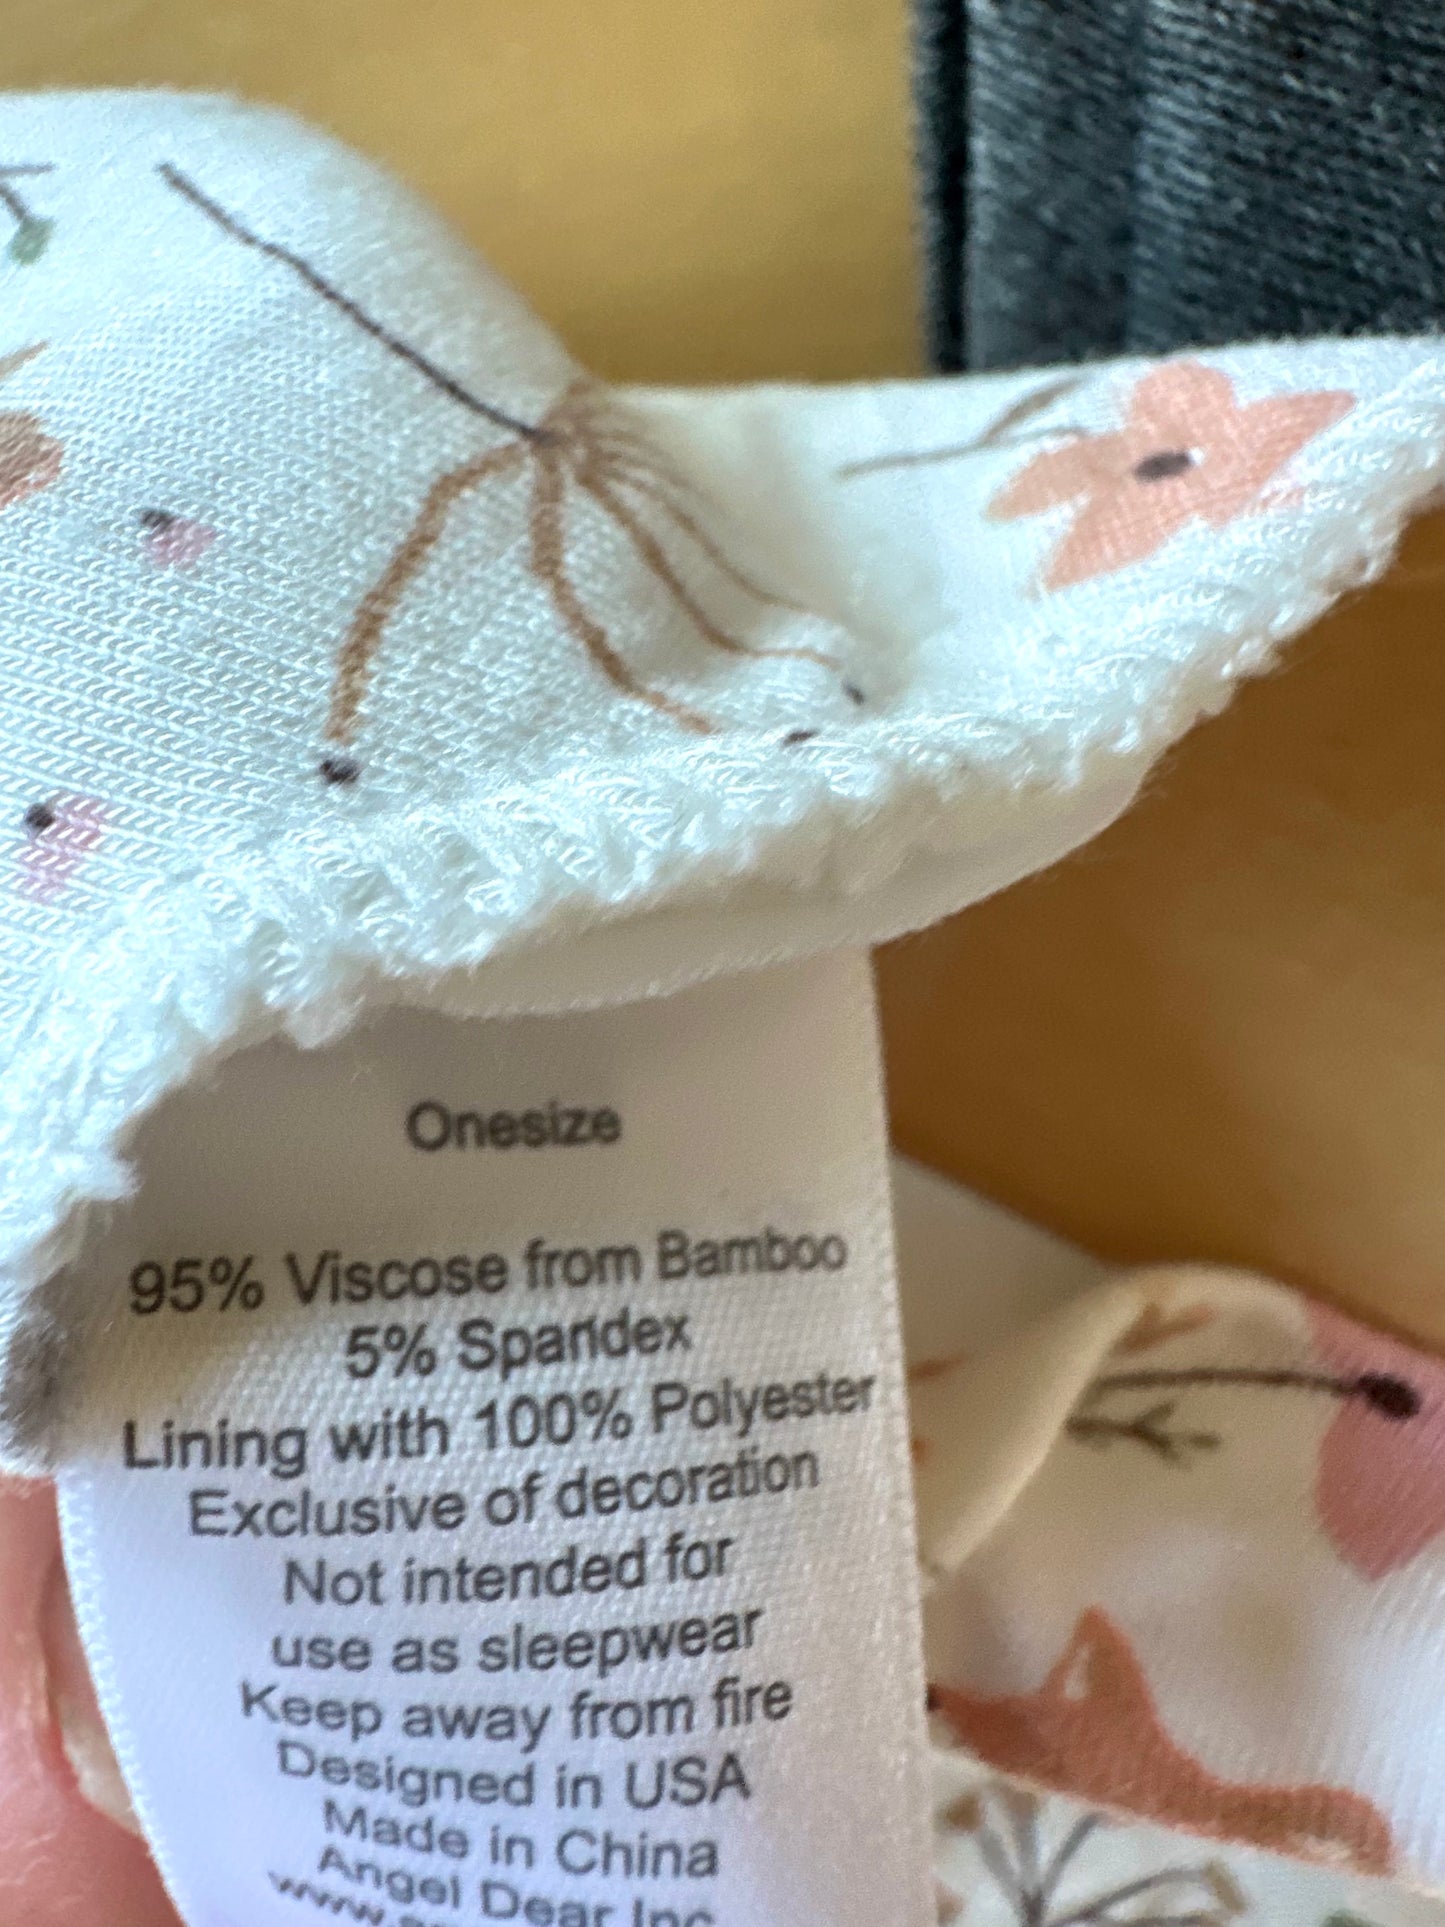 Onesize
95% Viscose from Bamboo
5% Spandex
Lining with 100% Polyester
Exclusive of decoration
Not intended for
use as sleepwear
Keep away from fire
Designed in USA
Made in China
Angel Dear Inc